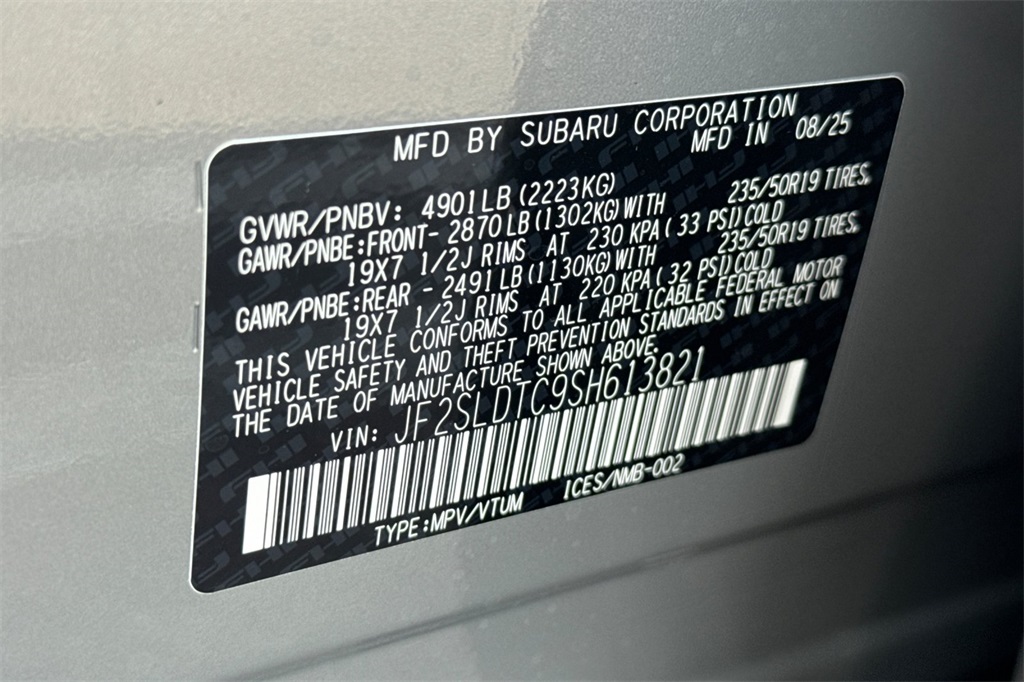 MFD BY SUBARU CORPORATION
MFD IN 08/25
GVWR/PNBV: 4901LB(2223KG)
GAWR/PNBE:FRONT- 2870LB(1302KG)WITH 235/50R19 TIRES,
19X7 1/2J RIMS AT 230 KPA( 33 PSI)COLD
GAWR/PNBE:REAR - 2491LB(1130KG)WITH 235/50R19 TIRES,
19X7 1/2J RIMS AT 220 KPA( 32 PSI)COLD
THIS VEHICLE CONFORMS TO ALL APPLICABLE FEDERAL MOTOR
VEHICLE SAFETY AND THEFT PREVENTION STANDARDS IN EFFECT ON
THE DATE OF MANUFACTURE SHOWN ABOVE.
VIN: JF2SLDTC9SH613821
TYPE:MPV/VTUM ICES/NMB-002